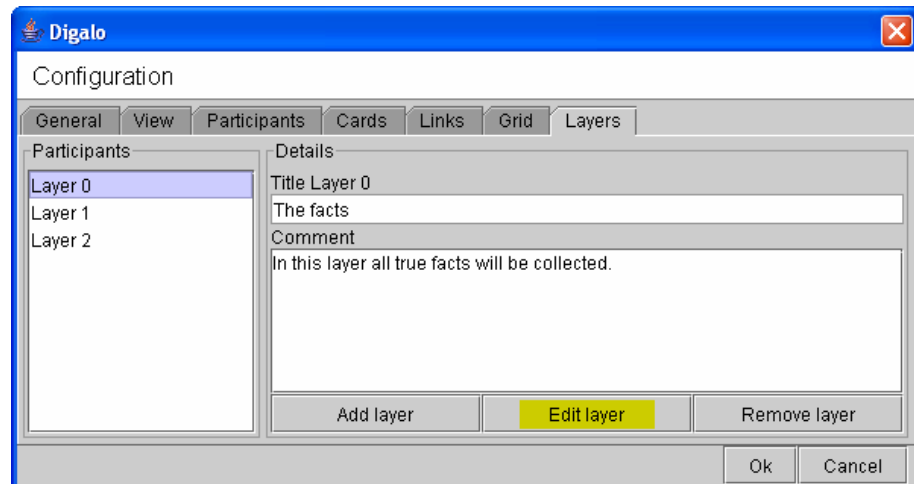 Digalo
Configuration
General View Participants Cards Links Grid Layers
Participants
Layer 0
Layer 1
Layer 2
Details
Title Layer 0
The facts
Comment
In this layer all true facts will be collected.
Add layer Edit layer Remove layer
Ok Cancel